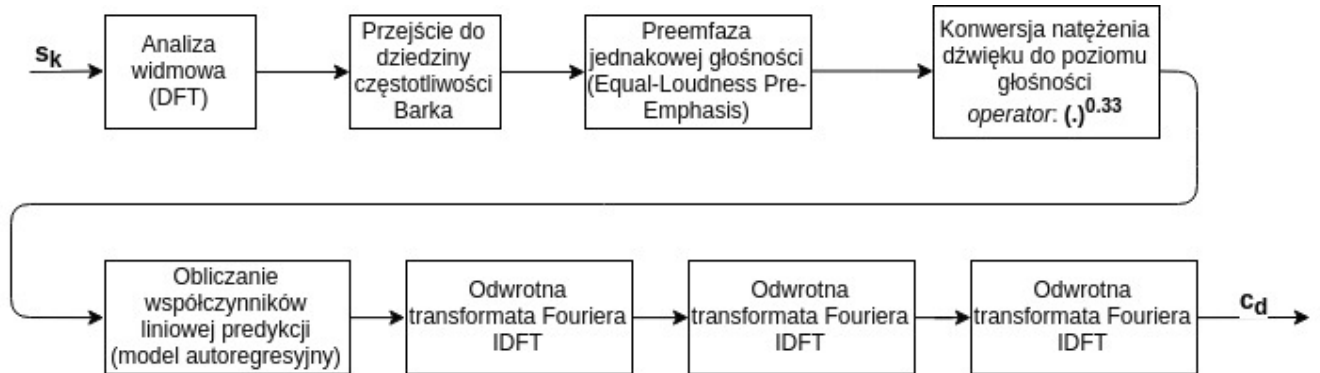 s_k
Analiza
widmowa
(DFT)
Przejście do
dziedziny
częstotliwości
Barka
Preemfaza
jednakowej głośności
(Equal-Loudness Pre-
Emphasis)
Konwersja natężenia
dźwięku do poziomu
głośności
operator: (.)^0.33
Obliczanie
współczynników
liniowej predykcji
(model autoregresyjny)
Odwrotna
transformata Fouriera
IDFT
Odwrotna
transformata Fouriera
IDFT
Odwrotna
transformata Fouriera
IDFT
c_d